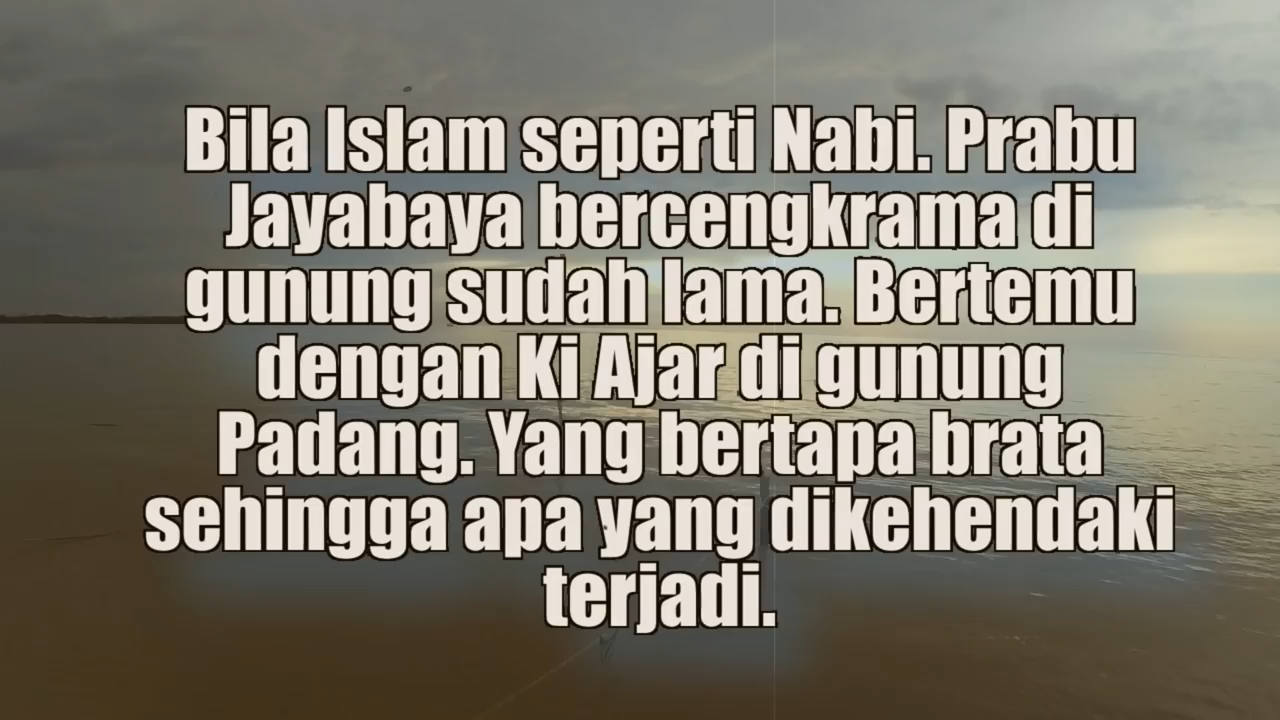 Bila Islam seperti Nabi. Prabu
Jayabaya bercengkrama di
gunung sudah lama. Bertemu
dengan Ki Ajar di gunung
Padang. Yang bertapa brata
sehingga apa yang dikehendaki
terjadi.